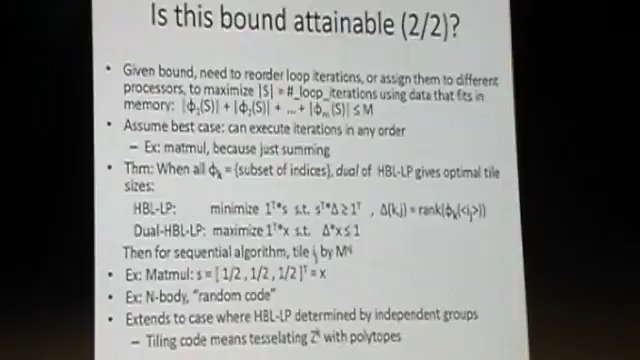 Is this bound attainable (2/2)?
• Given bound, need to reorder loop iterations, or assign them to different
processors, to maximize |S| = #_loop_iterations using data that fits in
memory: |ϕ₁(S)| + |ϕ₂(S)| + ... + |ϕₘ(S)| ≤ M
• Assume best case: can execute iterations in any order
– Ex: matmul, because just summing
• Thm: When all ϕₖ = {subset of indices}, dual of HBL-LP gives optimal tile
sizes:
HBL-LP: minimize 1ᵀ*s s.t. sᵀ*Δ ≥ 1ᵀ , Δ(k,j) = rank(ϕₖ(<iⱼ>))
Dual-HBL-LP: maximize 1ᵀ*x s.t. Δ*x ≤ 1
Then for sequential algorithm, tile iⱼ by
• Ex: Matmul: s = [ 1/2 , 1/2 , 1/2 ]ᵀ = x
• Ex: N-body, "random code"
• Extends to case where HBL-LP determined by independent groups
– Tiling code means tesselating Zᵏ with polytopes